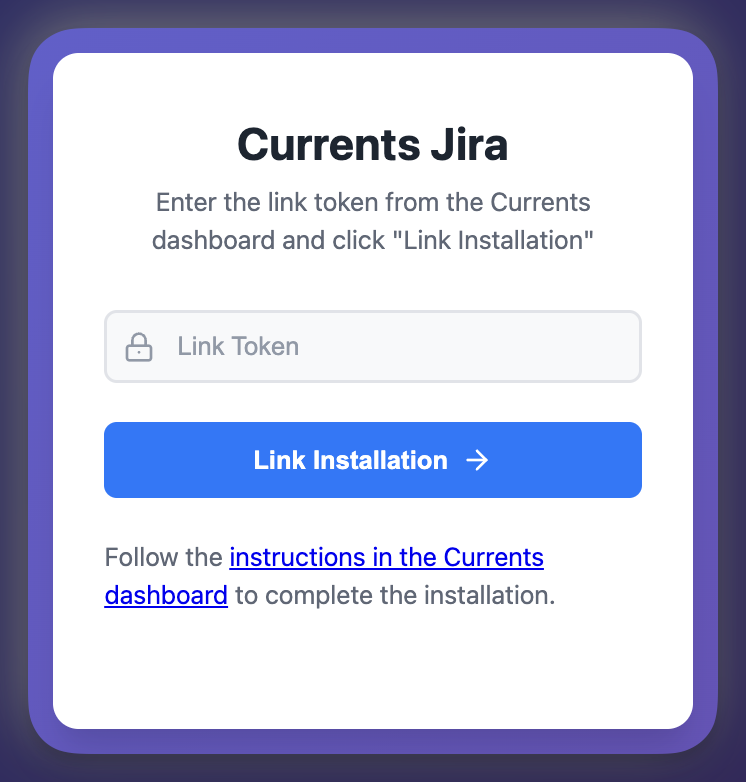 Currents Jira
Enter the link token from the Currents
dashboard and click "Link Installation"
Link Token
Link Installation →
Follow the instructions in the Currents
dashboard to complete the installation.